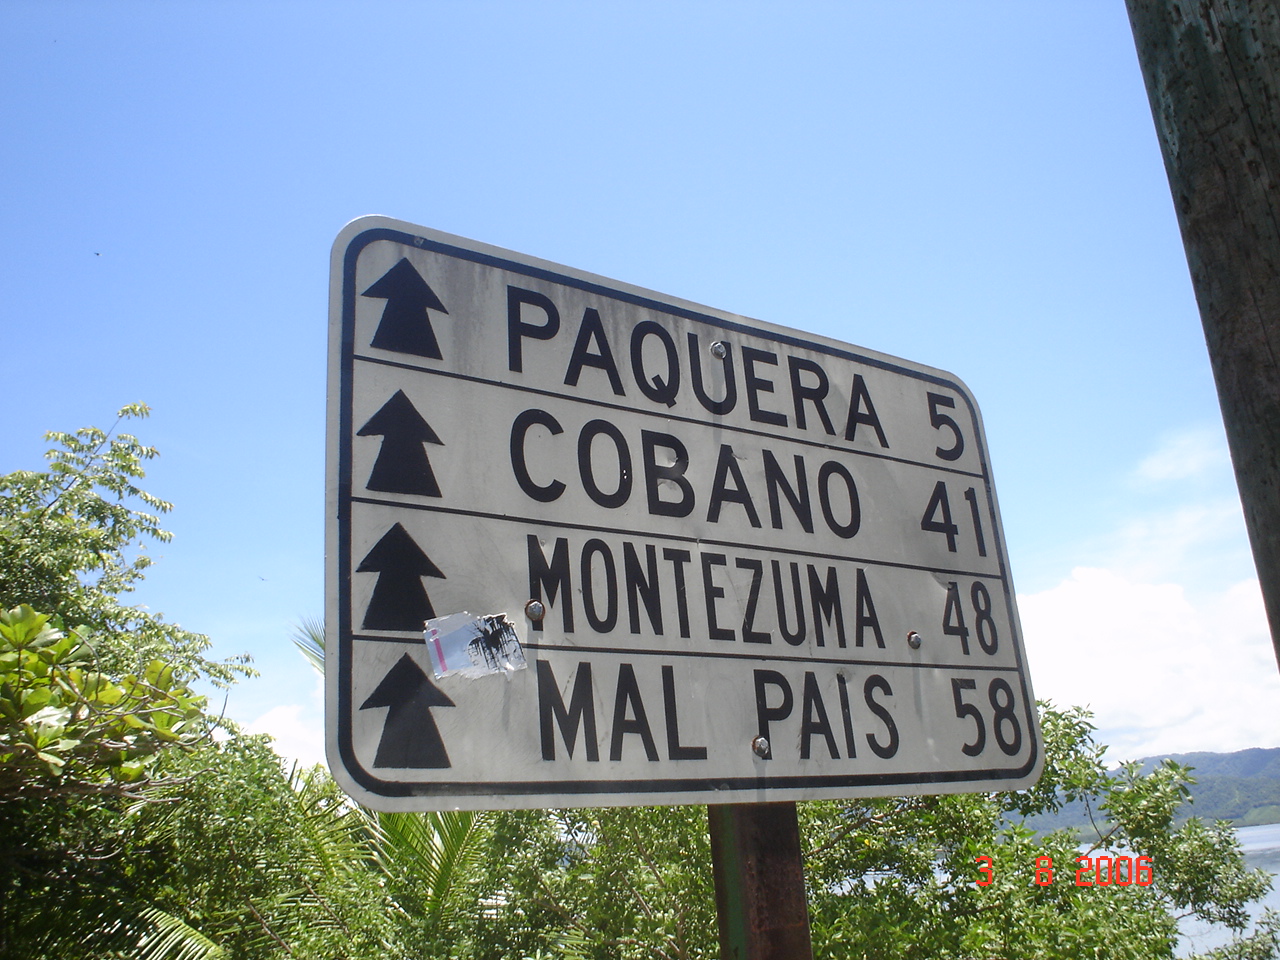 PAQUERA 5
COBANO 41
MONTEZUMA 48
MAL PAIS 58
i
3 8 2006